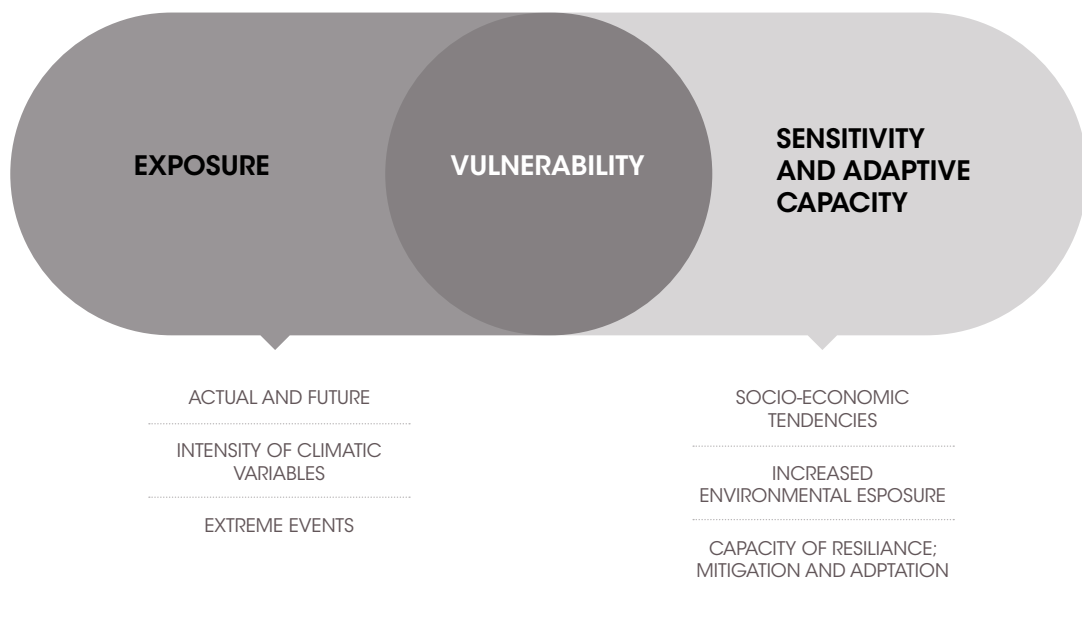 EXPOSURE
VULNERABILITY
SENSITIVITY
AND ADAPTIVE
CAPACITY
ACTUAL AND FUTURE
INTENSITY OF CLIMATIC
VARIABLES
EXTREME EVENTS
SOCIO-ECONOMIC
TENDENCIES
INCREASED
ENVIRONMENTAL ESPOSURE
CAPACITY OF RESILIANCE;
MITIGATION AND ADPTATION